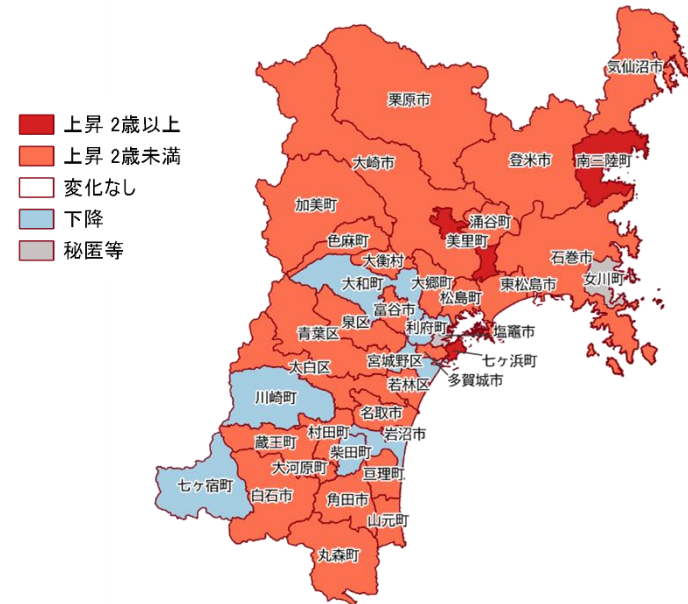 上昇 2歳以上
上昇 2歳未満
変化なし
下降
秘匿等
気仙沼市
栗原市
大崎市
登米市
南三陸町
加美町
涌谷町
美里町
色麻町
大衡村
石巻市
大和町
大郷町
松島町
東松島市
女川町
富谷市
泉区
利府町
塩竈市
青葉区
宮城野区
七ヶ浜町
太白区
多賀城市
若林区
川崎町
名取市
村田町
岩沼市
蔵王町
柴田町
大河原町
亘理町
七ヶ宿町
白石市
角田市
山元町
丸森町